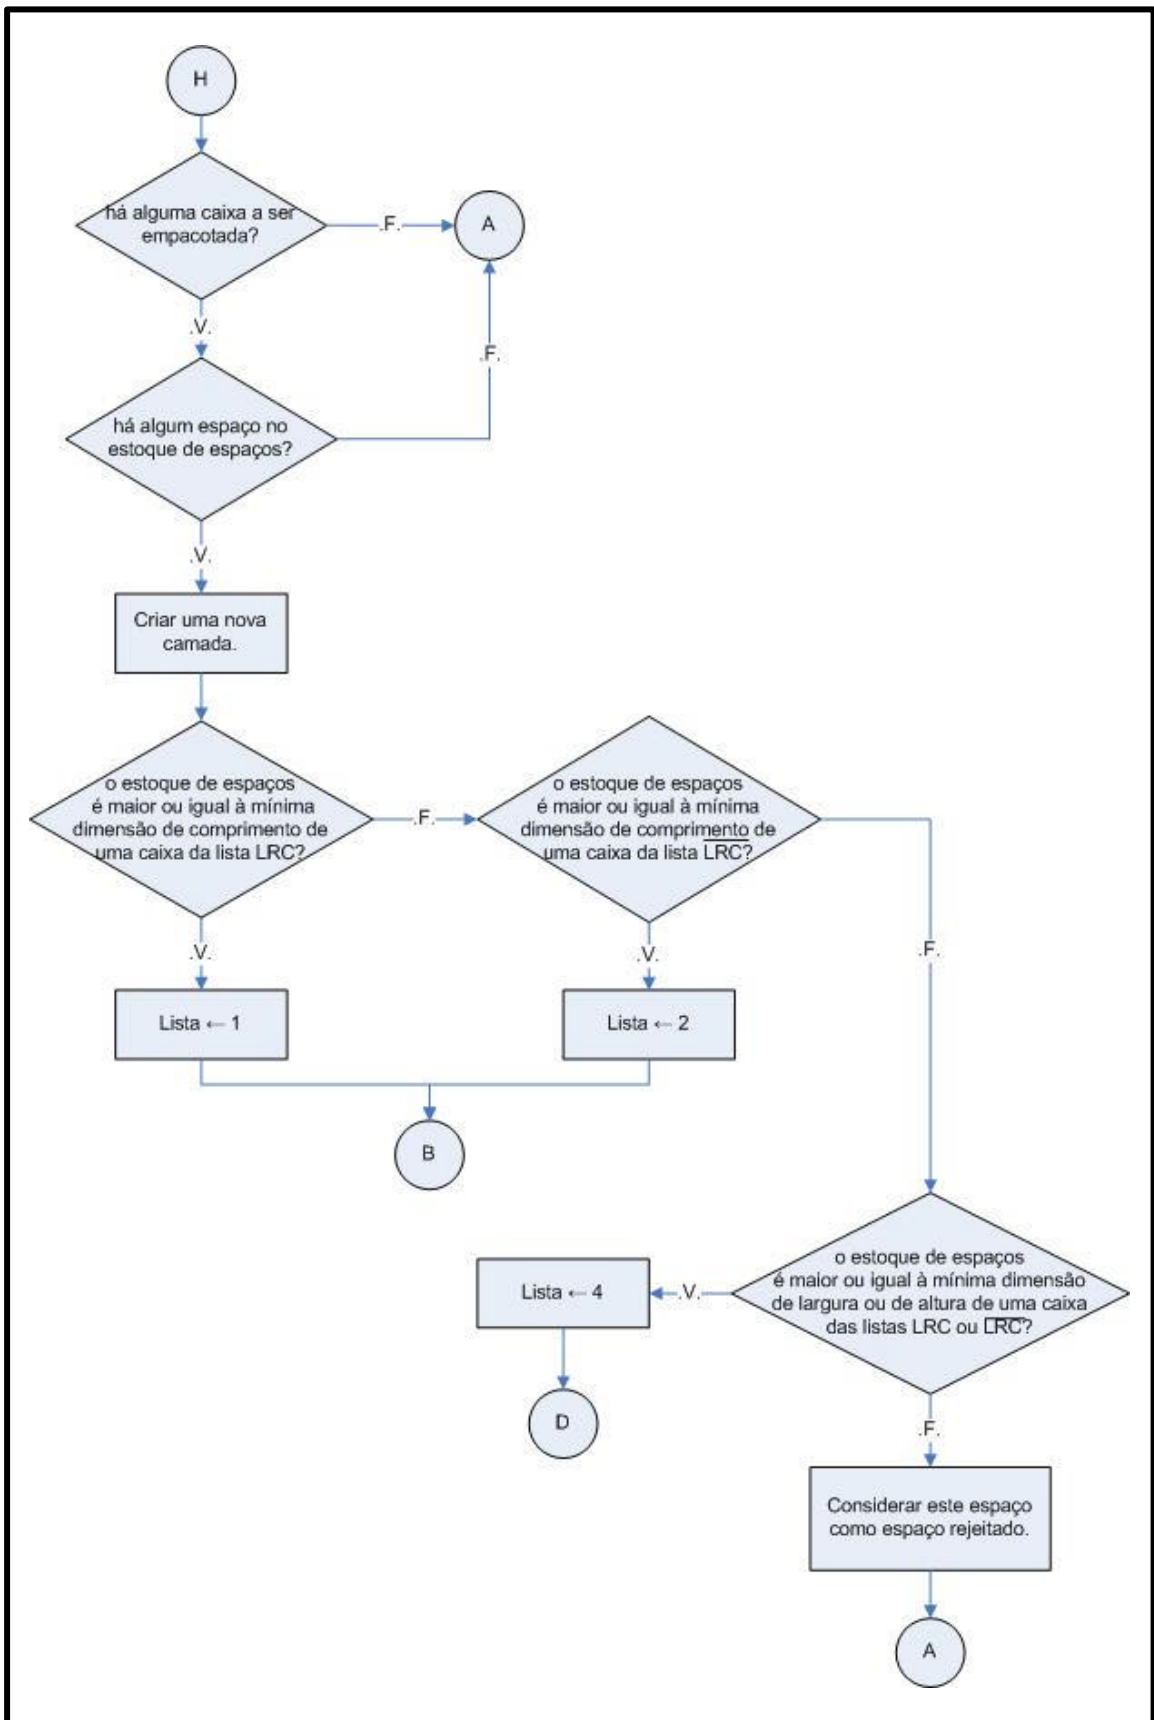 H
há alguma caixa a ser
empacotada?
.F.
A
.V.
.F.
há algum espaço no
estoque de espaços?
.V.
Criar uma nova
camada.
o estoque de espaços
é maior ou igual à mínima
dimensão de comprimento de
uma caixa da lista LRC?
.F.
o estoque de espaços
é maior ou igual à mínima
dimensão de comprimento de
uma caixa da lista L̅R̅C̅?
.F.
.V.
.V.
Lista ← 1
Lista ← 2
B
o estoque de espaços
é maior ou igual à mínima dimensão
de largura ou de altura de uma caixa
das listas LRC ou L̅R̅C̅?
.V.
Lista ← 4
D
.F.
Considerar este espaço
como espaço rejeitado.
A